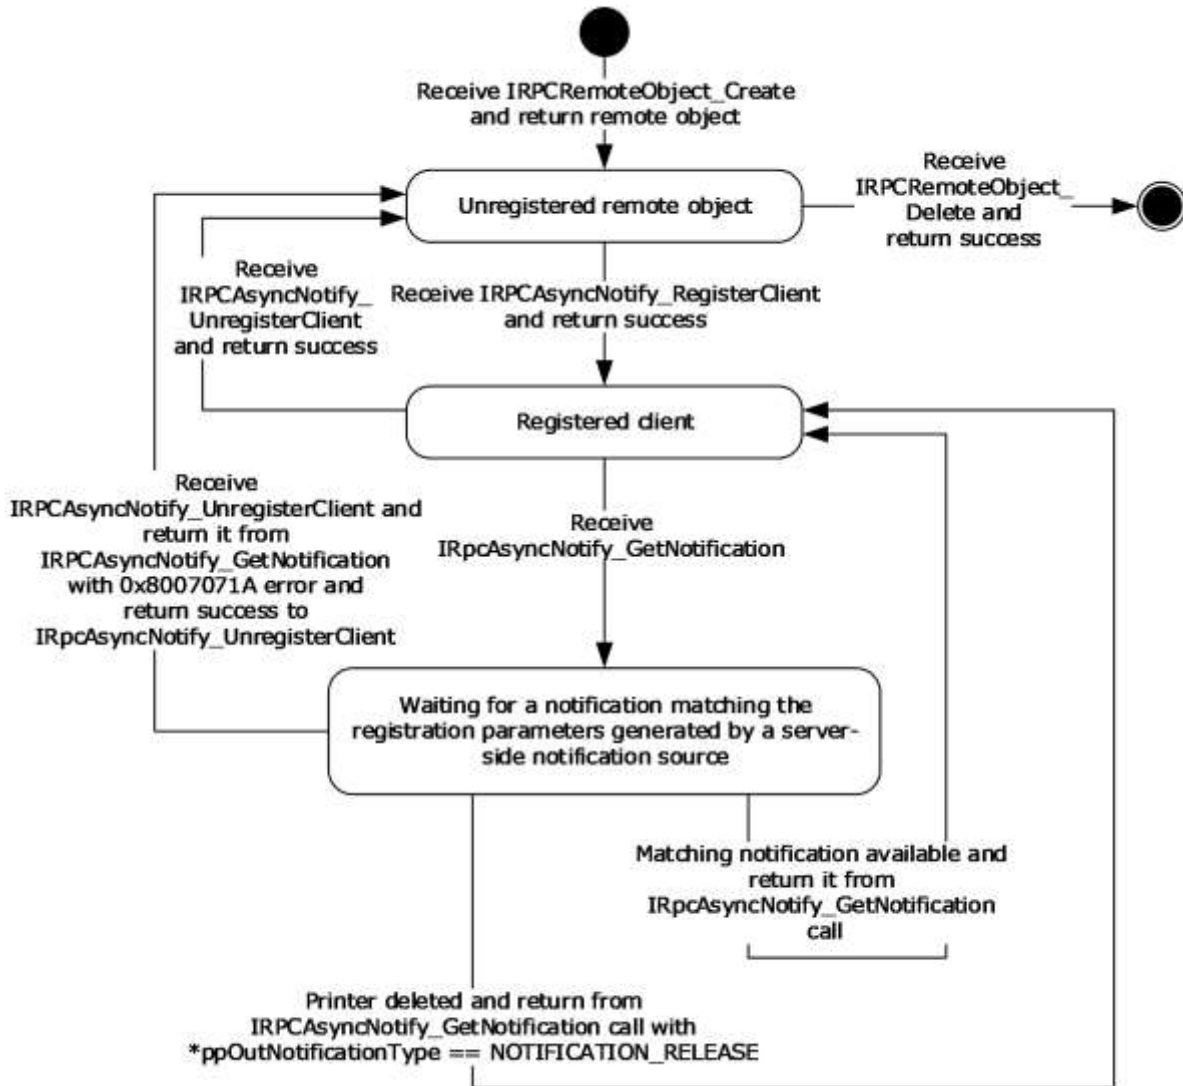 Receive IRPCRemoteObject_Create
and return remote object
Receive
IRPCRemoteObject_
Delete and
return success
Unregistered remote object
Receive
IRPCAsyncNotify_
UnregisterClient
and return success
Receive IRPCAsyncNotify_RegisterClient
and return success
Registered client
Receive
IRPCAsyncNotify_UnregisterClient and
return it from
IRPCAsyncNotify_GetNotification
with 0x8007071A error and
return success to
IRpcAsyncNotify_UnregisterClient
Receive
IRpcAsyncNotify_GetNotification
Waiting for a notification matching the
registration parameters generated by a server-
side notification source
Matching notification available and
return it from
IRpcAsyncNotify_GetNotification
call
Printer deleted and return from
IRPCAsyncNotify_GetNotification call with
*ppOutNotificationType == NOTIFICATION_RELEASE